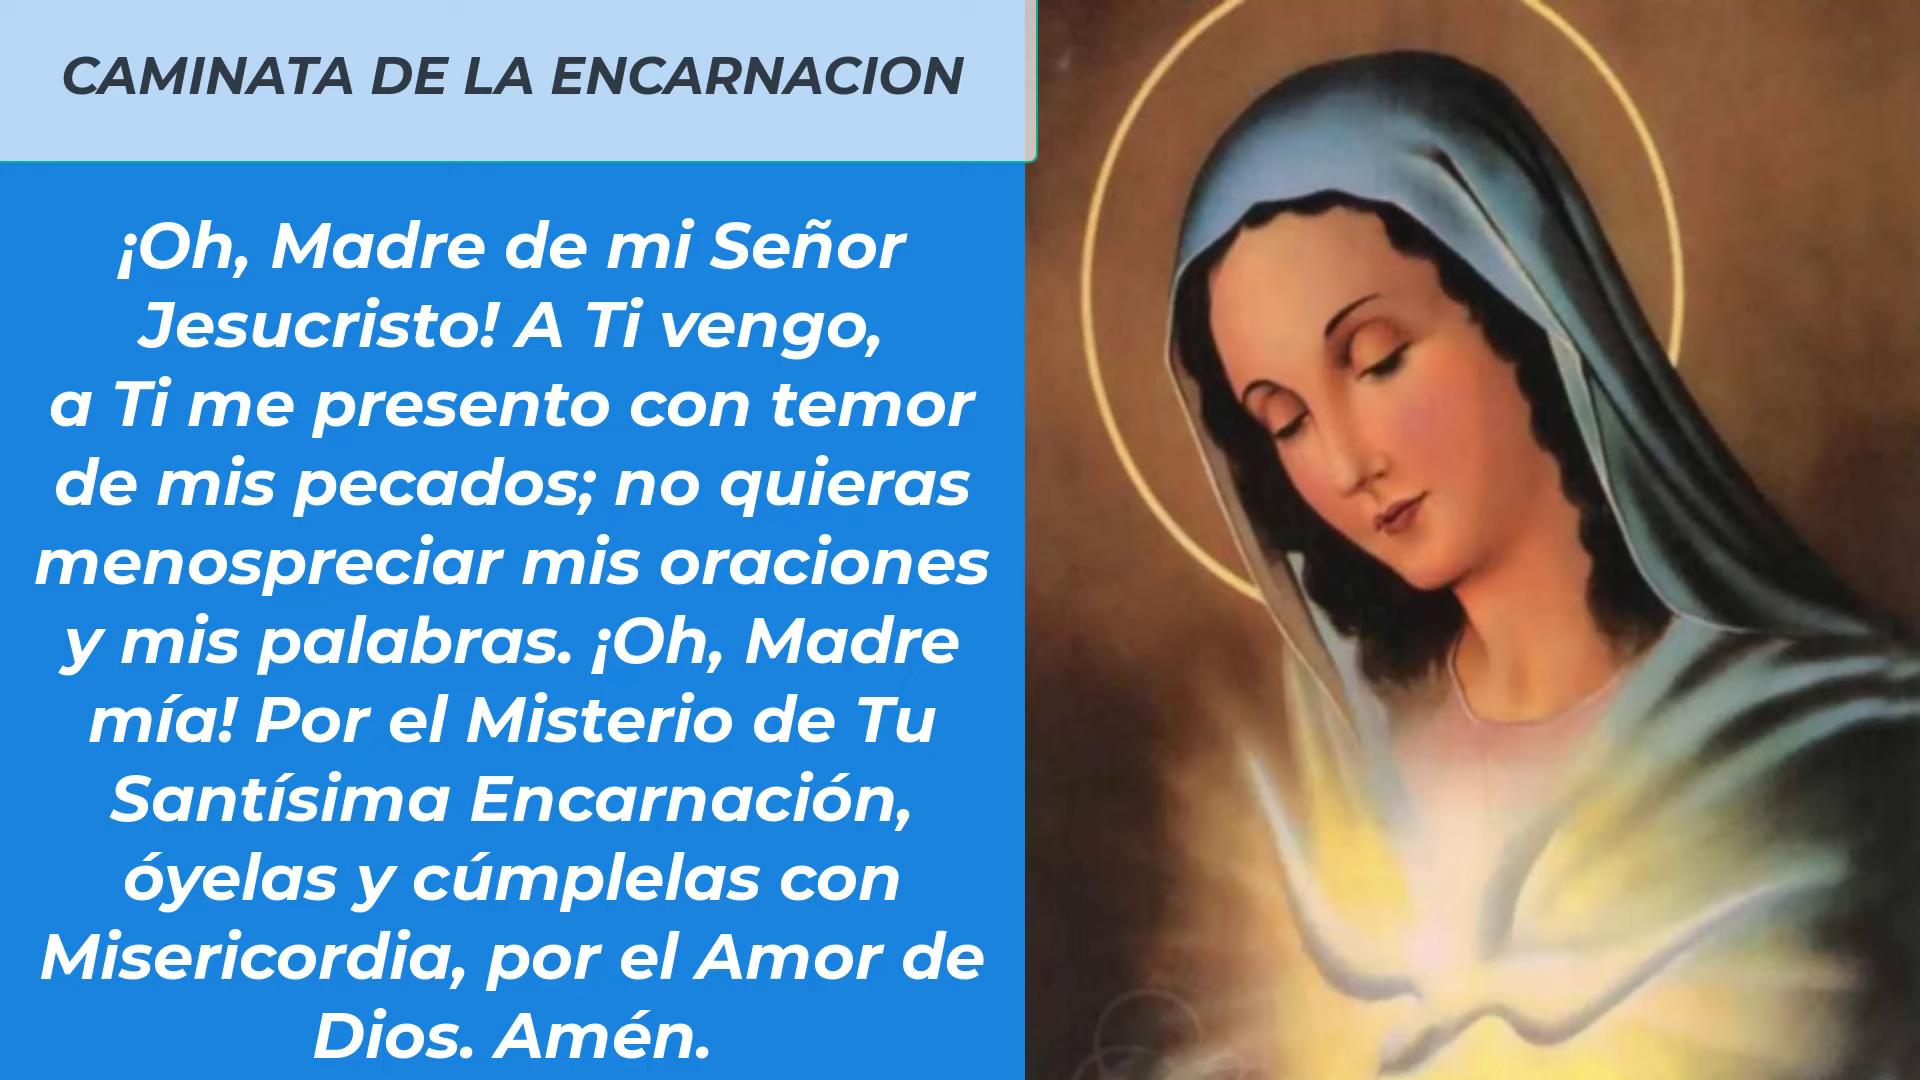 CAMINATA DE LA ENCARNACION
¡Oh, Madre de mi Señor
Jesucristo! A Ti vengo,
a Ti me presento con temor
de mis pecados; no quieras
menospreciar mis oraciones
y mis palabras. ¡Oh, Madre
mía! Por el Misterio de Tu
Santísima Encarnación,
óyelas y cúmplelas con
Misericordia, por el Amor de
Dios. Amén.